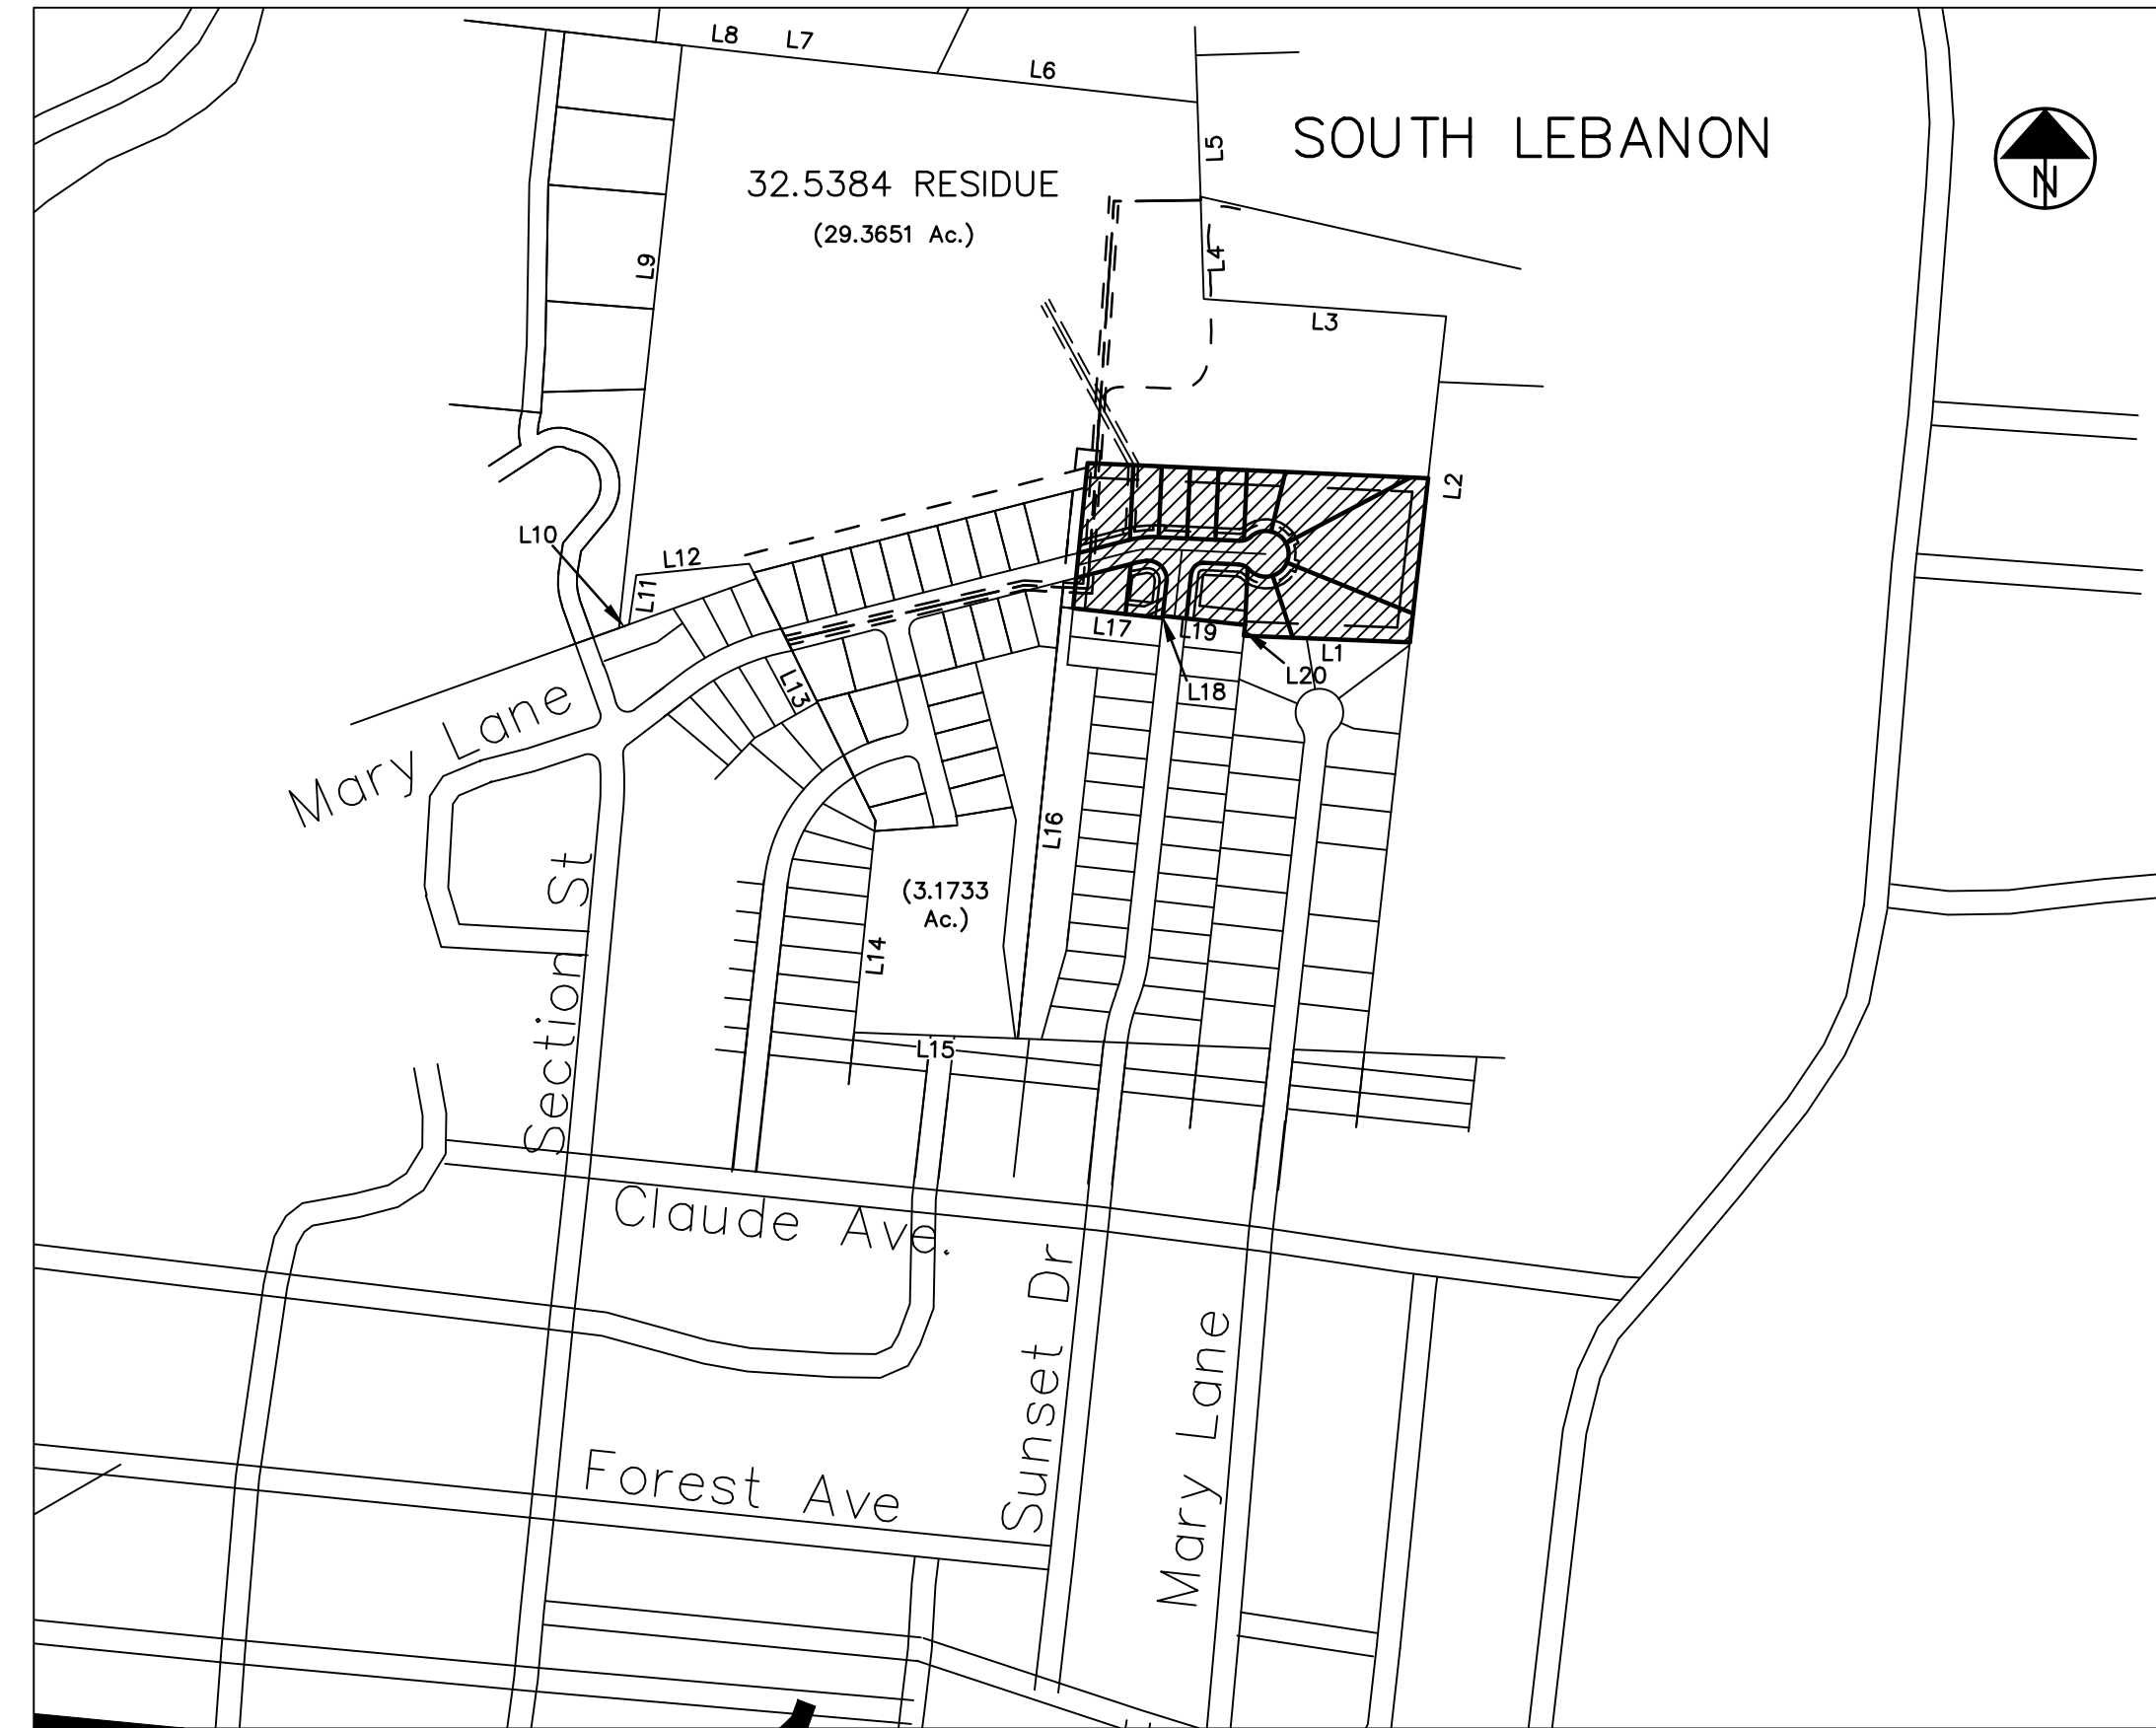 L8
L7
L6
SOUTH LEBANON
L5
N
32.5384 RESIDUE
(29.3651 Ac.)
L4
L9
L3
L2
L10
L12
L11
L17
L19
L1
L20
L18
L13
Mary Lane
L16
Section St
(3.1733
Ac.)
L14
L15
Claude Ave.
Sunset Dr
Mary Lane
Forest Ave